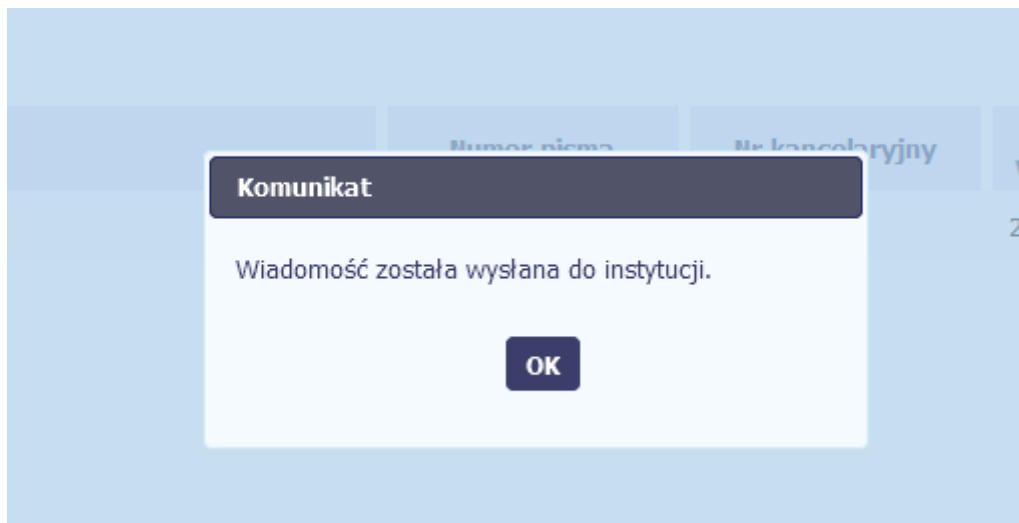 Numer pisma
Nr kancelaryjny
Komunikat
Wiadomość została wysłana do instytucji.
OK